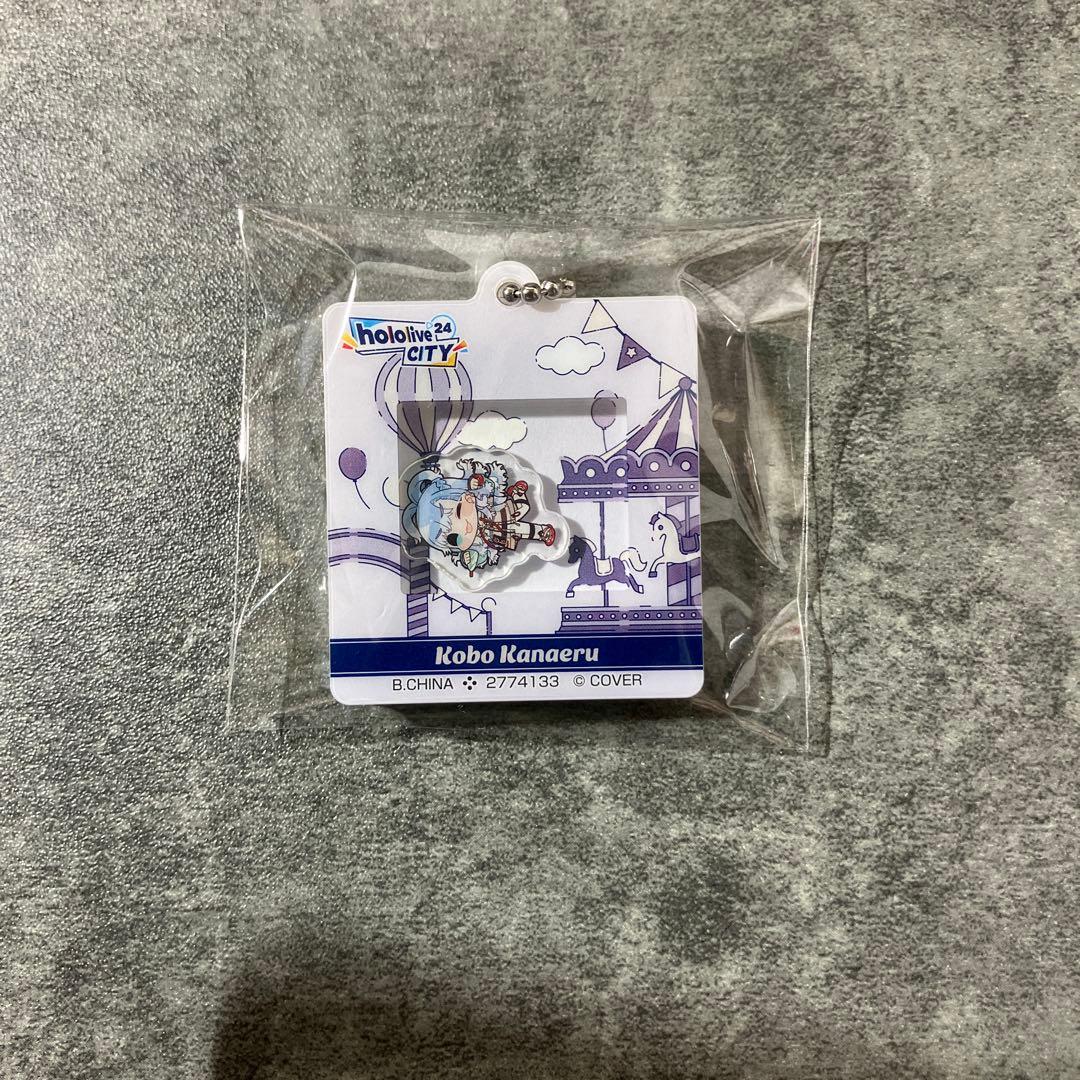 hololive 24
CITY
Kobo Kanaeru
B.CHINA 2774133 © COVER